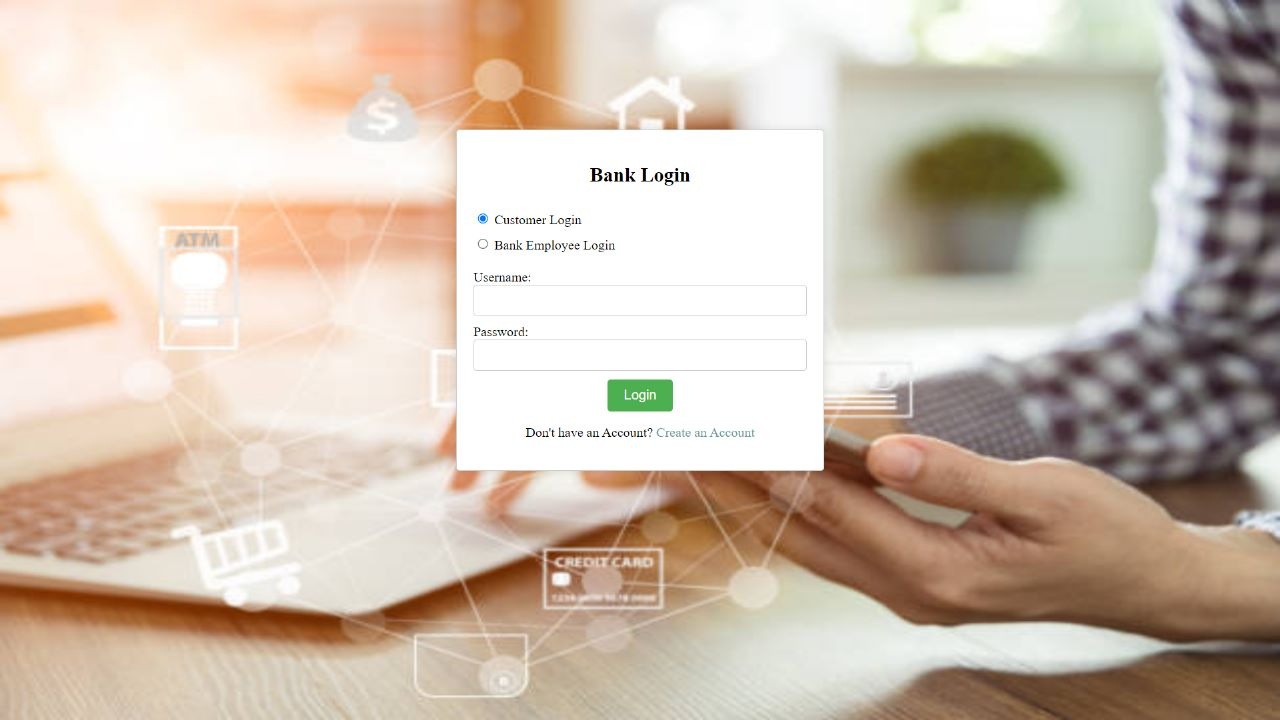 $
ATM
Bank Login
Customer Login
Bank Employee Login
Username:
Password:
Login
Don't have an Account? Create an Account
CREDIT CARD